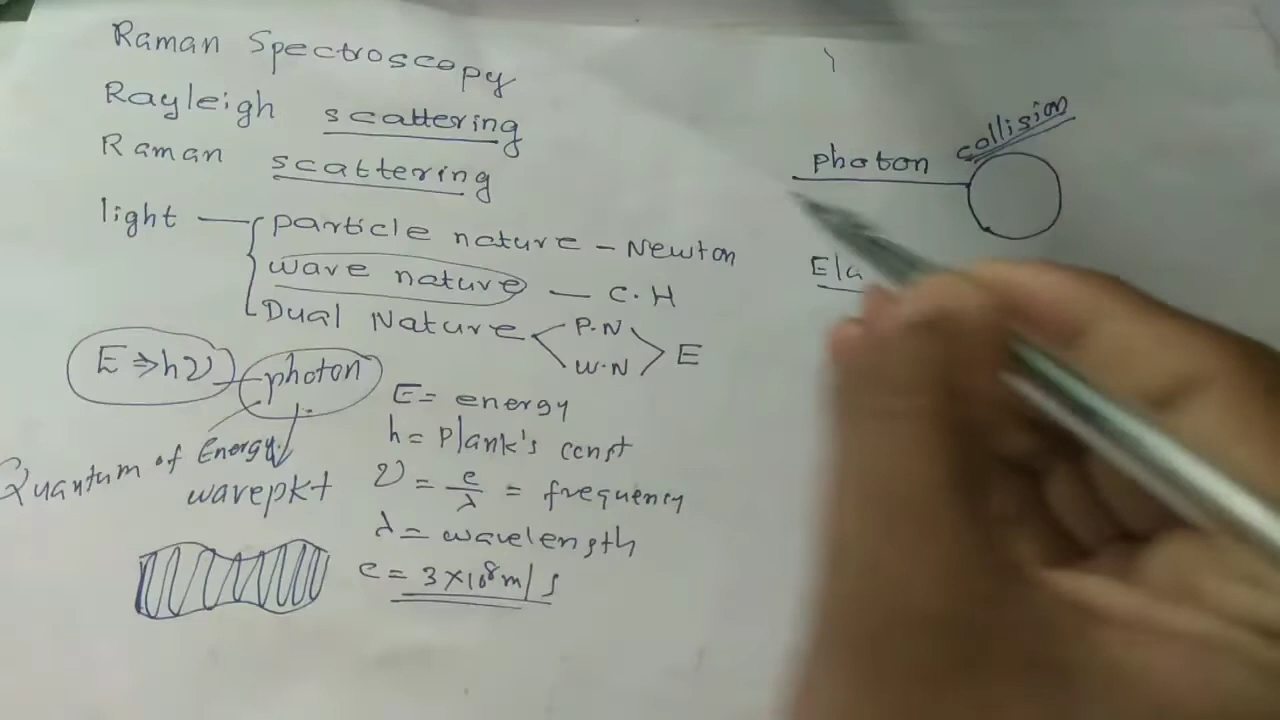 Raman Spectroscopy
Rayleigh scattering
Raman scattering
light — particle nature – Newton
wave nature — C.H
Dual Nature < P.N
W.N > E
E ⇒ hν – photon
Quantum of Energy
wavepkt
E = energy
h = Plank's const
ν = c/λ = frequency
λ = wavelength
c = 3×10⁸ m/s
photon collision
Ela